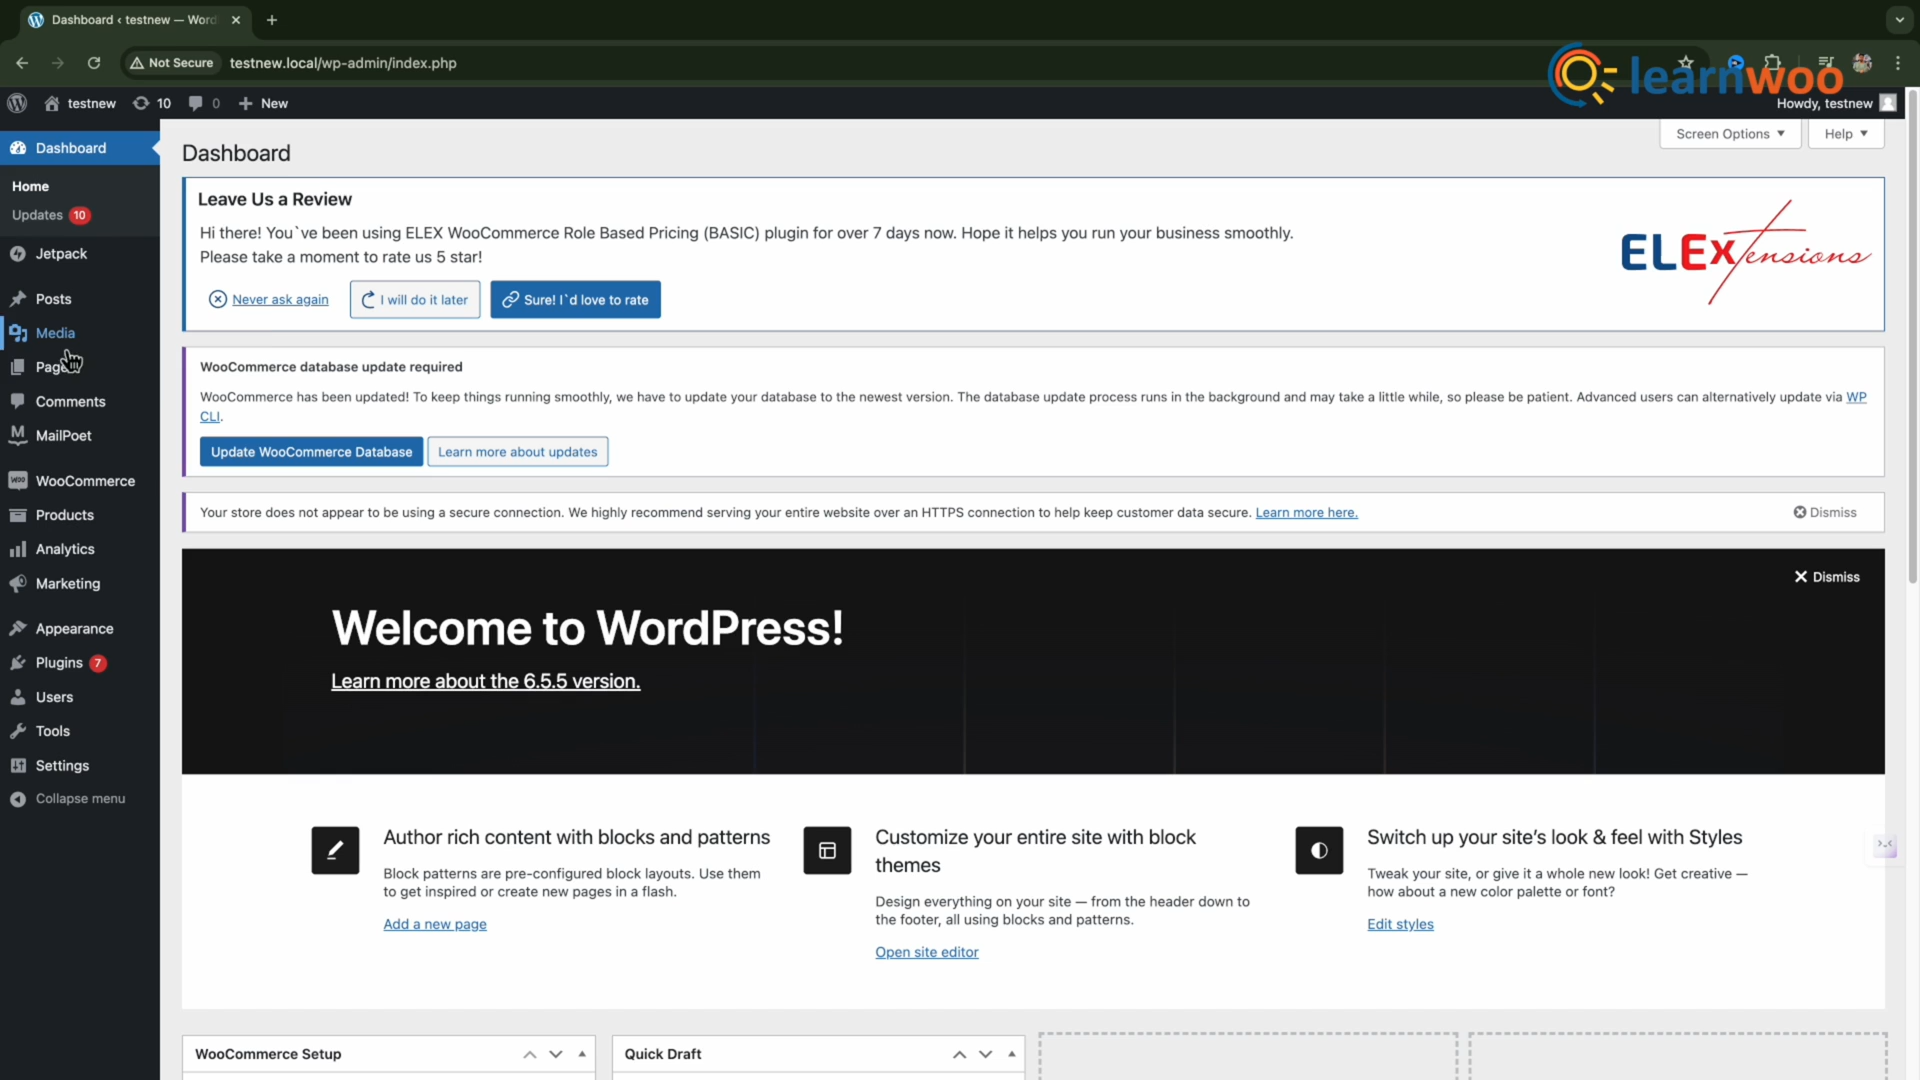 Dashboard ‹ testnew — Word
Not Secure
testnew.local/wp-admin/index.php
learnwoo
testnew
10
0
New
Howdy, testnew
Screen Options
Help
Dashboard
Home
Updates 10
Jetpack
Posts
Media
Pages
Comments
MailPoet
WooCommerce
Products
Analytics
Marketing
Appearance
Plugins 7
Users
Tools
Settings
Collapse menu
Dashboard
Leave Us a Review
Hi there! You`ve been using ELEX WooCommerce Role Based Pricing (BASIC) plugin for over 7 days now. Hope it helps you run your business smoothly.
Please take a moment to rate us 5 star!
Never ask again
I will do it later
Sure! I`d love to rate
ELEXtensions
WooCommerce database update required
WooCommerce has been updated! To keep things running smoothly, we have to update your database to the newest version. The database update process runs in the background and may take a little while, so please be patient. Advanced users can alternatively update via WP
CLI.
Update WooCommerce Database
Learn more about updates
Your store does not appear to be using a secure connection. We highly recommend serving your entire website over an HTTPS connection to help keep customer data secure. Learn more here.
Dismiss
Dismiss
Welcome to WordPress!
Learn more about the 6.5.5 version.
Author rich content with blocks and patterns
Block patterns are pre-configured block layouts. Use them
to get inspired or create new pages in a flash.
Add a new page
Customize your entire site with block
themes
Design everything on your site — from the header down to
the footer, all using blocks and patterns.
Open site editor
Switch up your site's look & feel with Styles
Tweak your site, or give it a whole new look! Get creative —
how about a new color palette or font?
Edit styles
WooCommerce Setup
Quick Draft